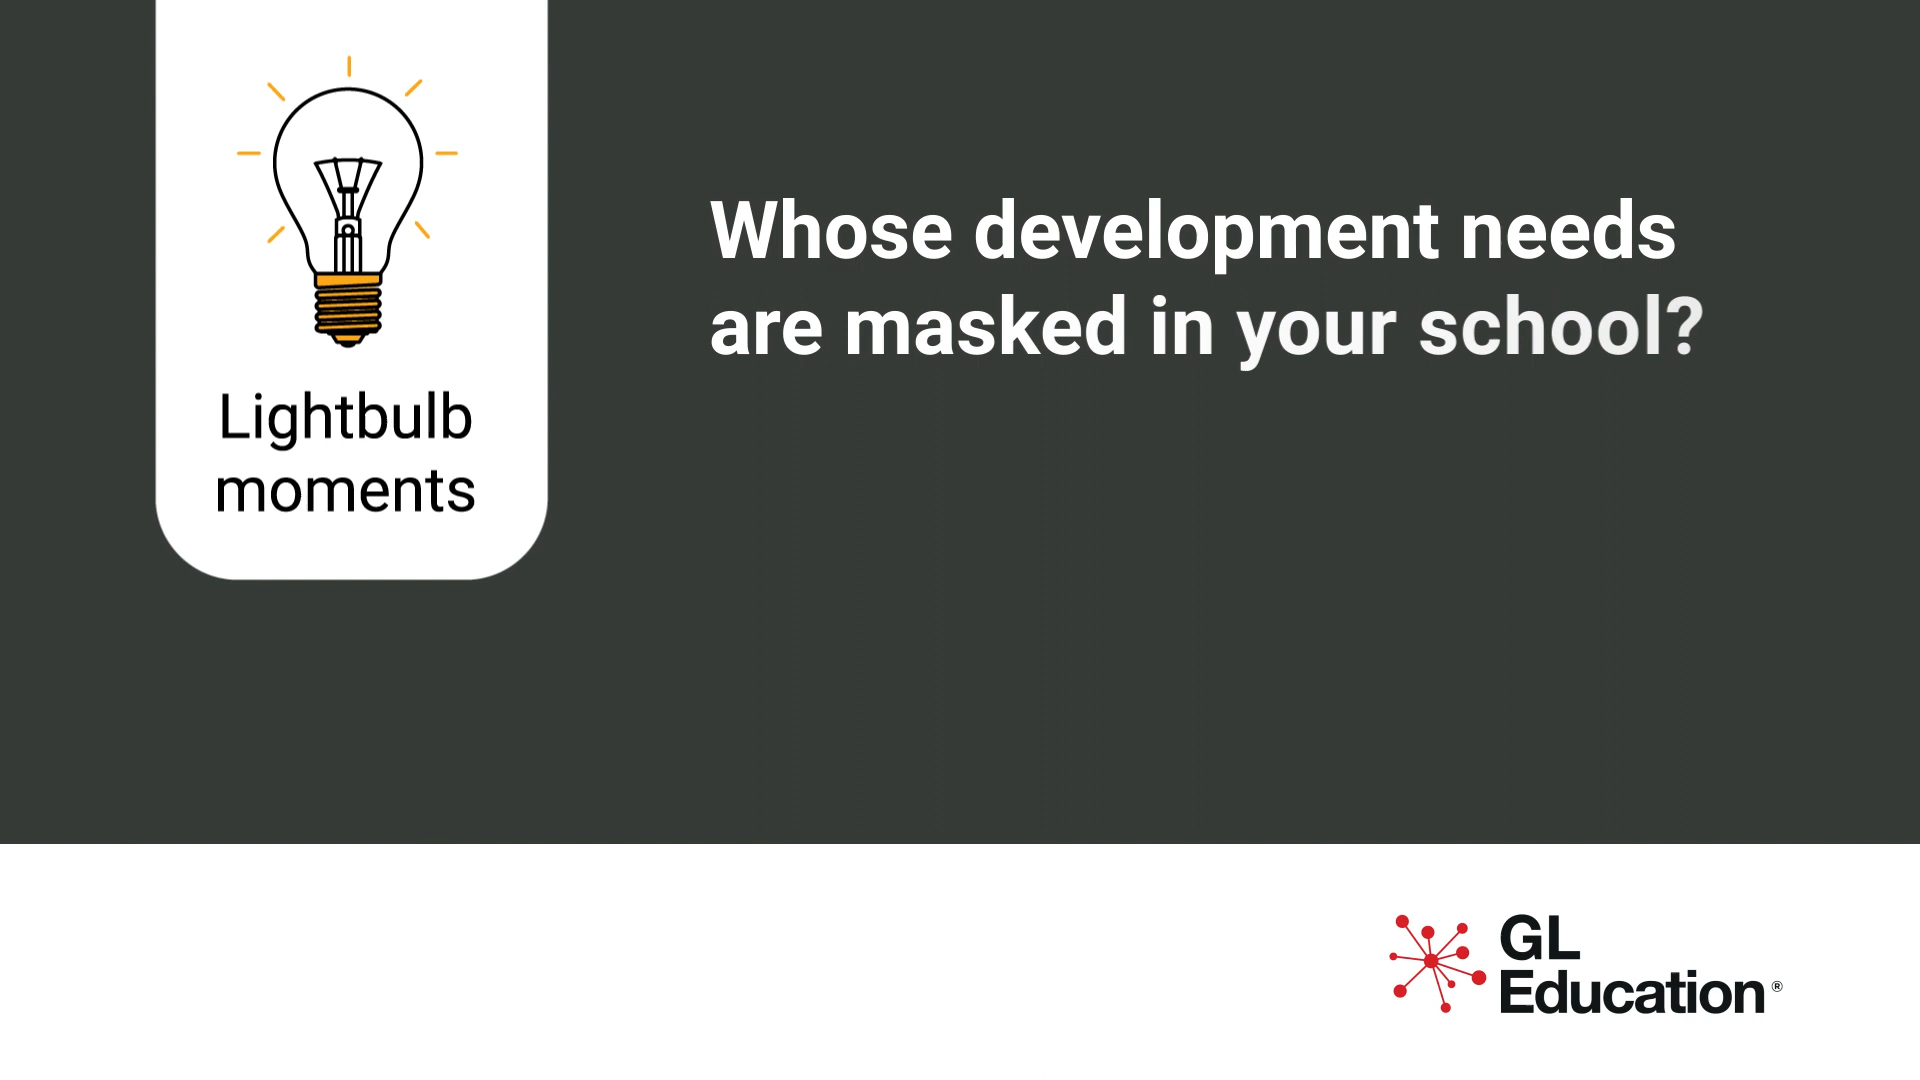 Lightbulb
moments
Whose development needs
are masked in your school?
GL
Education®